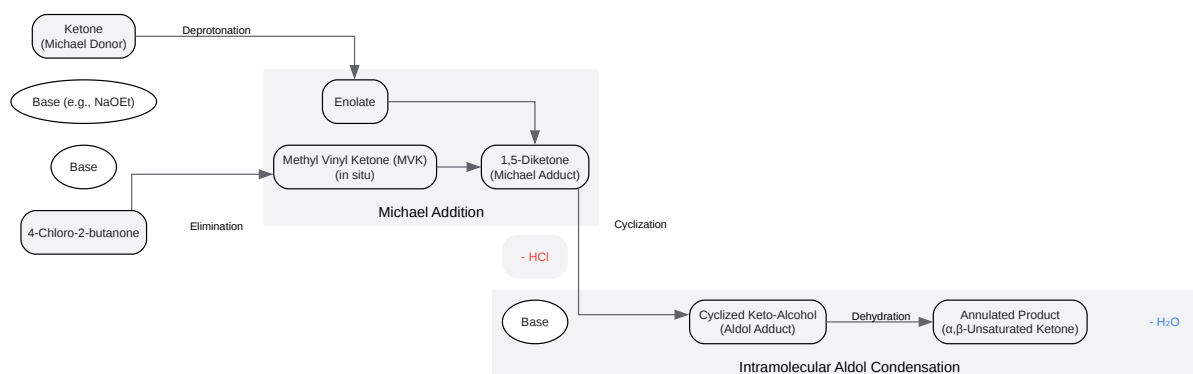 Ketone
(Michael Donor)
Deprotonation
Base (e.g., NaOEt)
Enolate
Base
Methyl Vinyl Ketone (MVK)
(in situ)
1,5-Diketone
(Michael Adduct)
Michael Addition
4-Chloro-2-butanone
Elimination
Cyclization
- HCl
Base
Cyclized Keto-Alcohol
(Aldol Adduct)
Dehydration
Annulated Product
(α,β-Unsaturated Ketone)
- H₂O
Intramolecular Aldol Condensation